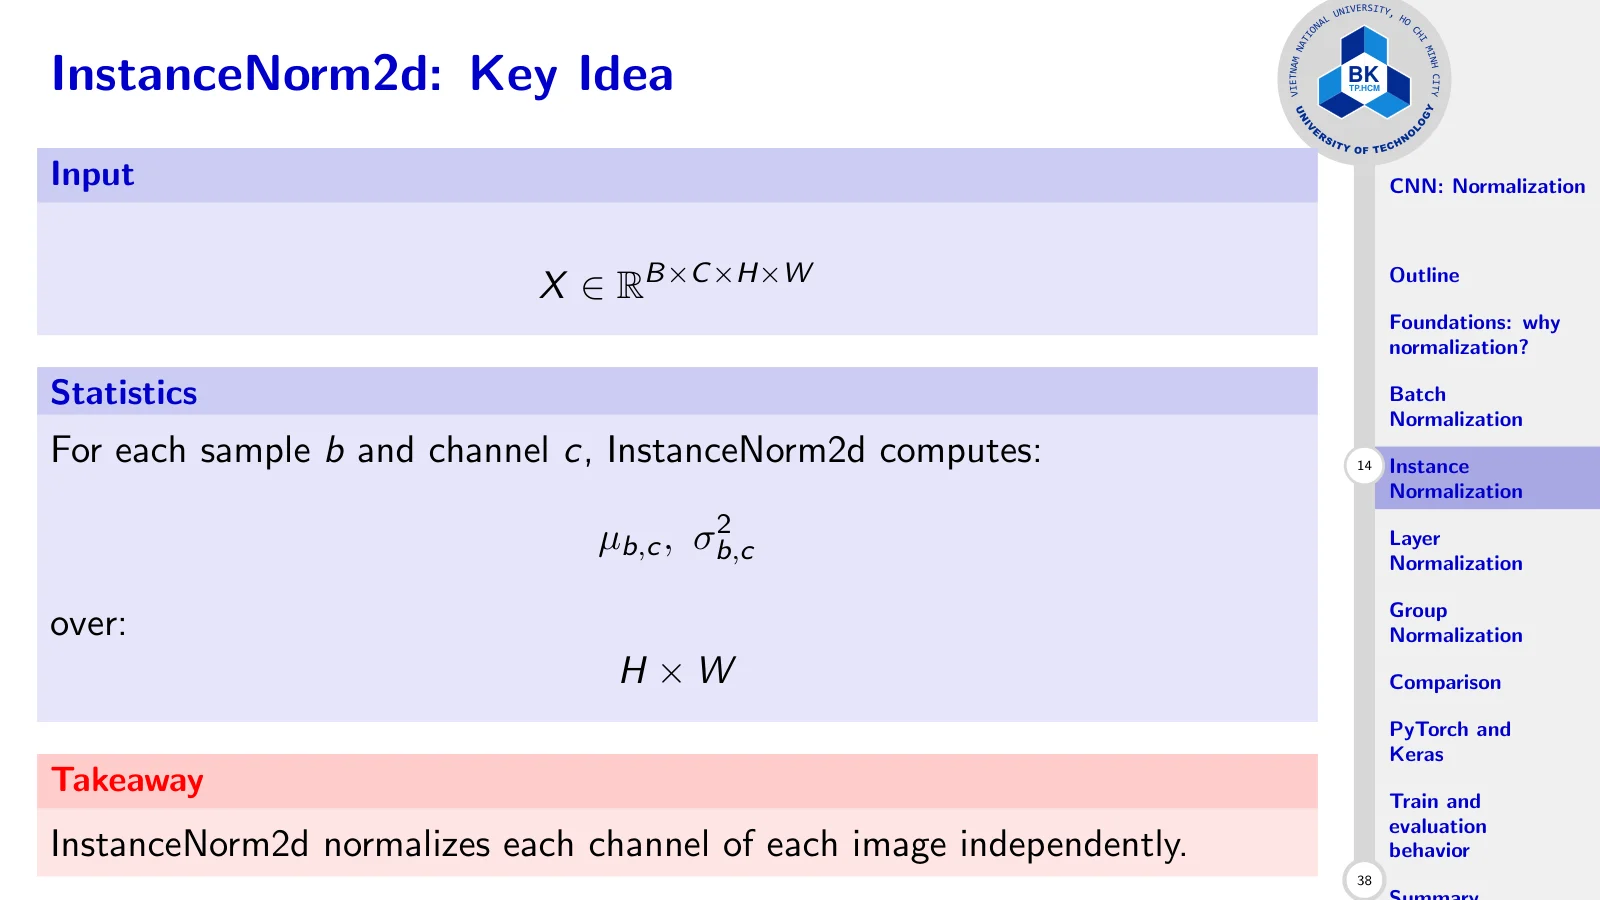 InstanceNorm2d: Key Idea
Input
X ∈ ℝ^{B×C×H×W}
Statistics
For each sample b and channel c, InstanceNorm2d computes:
μ_{b,c}, σ²_{b,c}
over:
H × W
Takeaway
InstanceNorm2d normalizes each channel of each image independently.
VIETNAM NATIONAL UNIVERSITY, HO CHI MINH CITY
BK
TP.HCM
UNIVERSITY OF TECHNOLOGY
CNN: Normalization
Outline
Foundations: why
normalization?
Batch
Normalization
14
Instance
Normalization
Layer
Normalization
Group
Normalization
Comparison
PyTorch and
Keras
Train and
evaluation
behavior
38
Summary